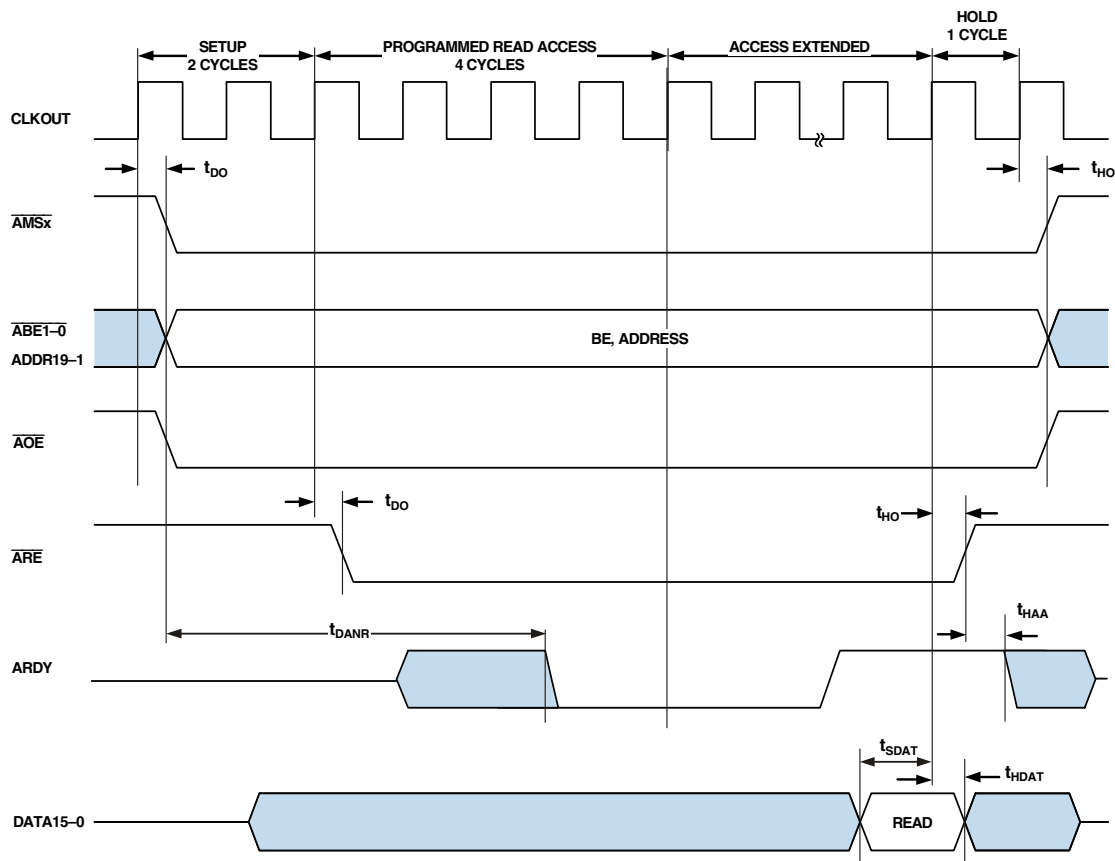 SETUP
2 CYCLES
PROGRAMMED READ ACCESS
4 CYCLES
ACCESS EXTENDED
HOLD
1 CYCLE
CLKOUT
tDO
tHO
AMSx
ABE1–0
ADDR19–1
BE, ADDRESS
AOE
tDO
tHO
ARE
tDANR
tHAA
ARDY
tSDAT
tHDAT
DATA15–0
READ